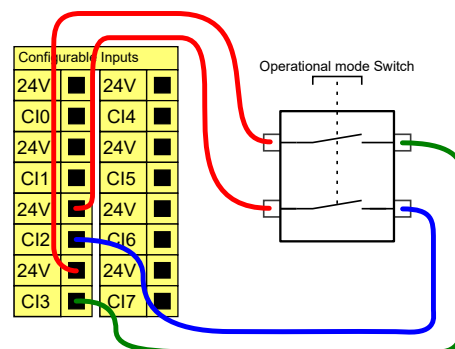 Configurable Inputs
Operational mode Switch
24V 24V
CI0 CI4
24V 24V
CI1 CI5
24V 24V
CI2 CI6
24V 24V
CI3 CI7